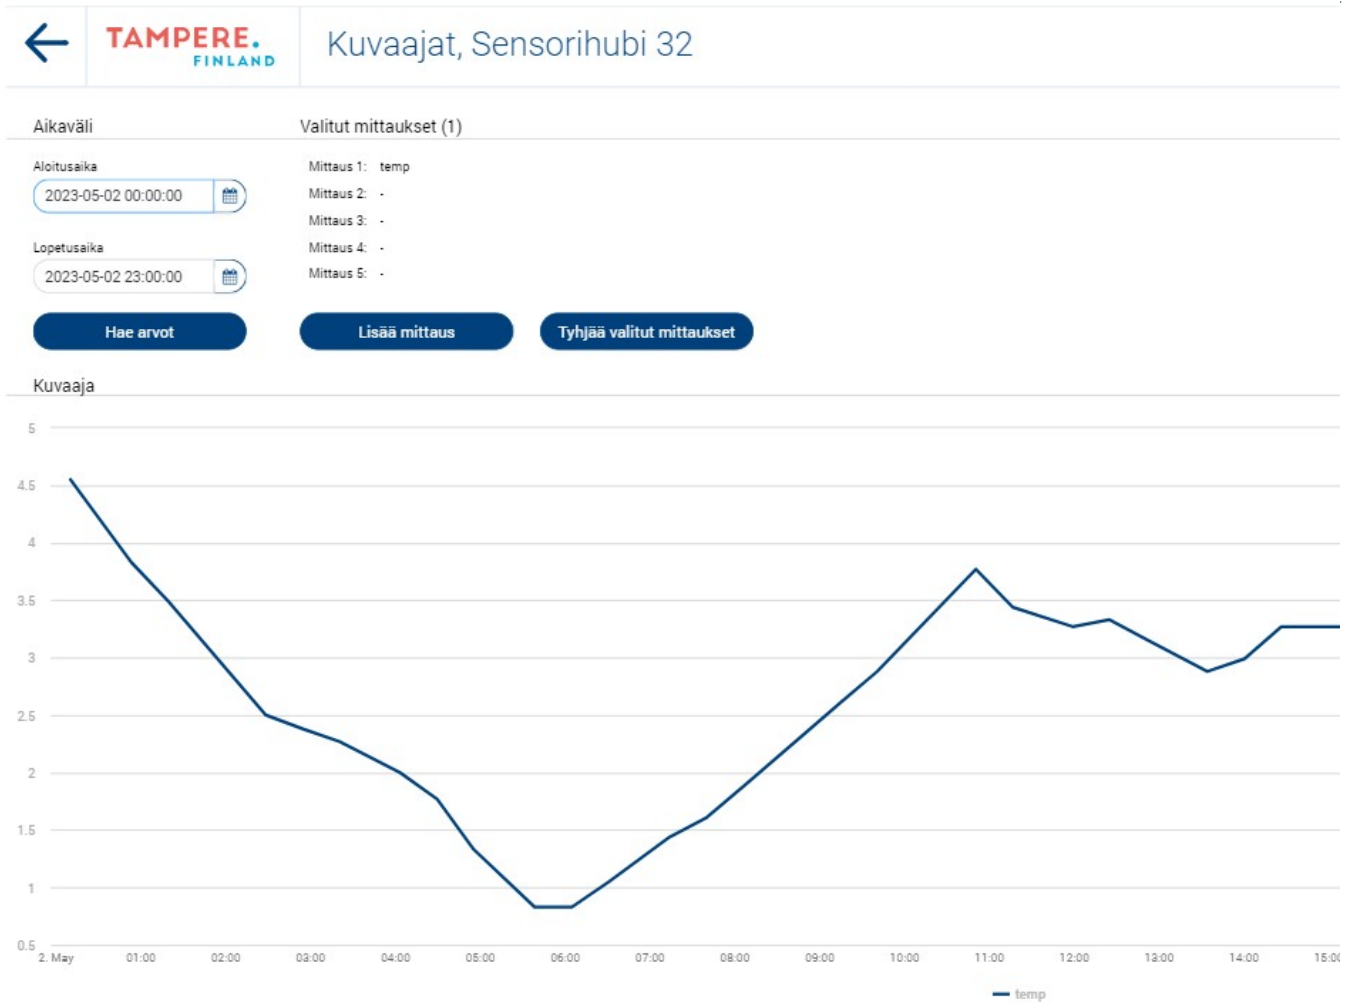 TAMPERE.
FINLAND
Kuvaajat, Sensorihubi 32
Aikaväli
Valitut mittaukset (1)
Aloitusaika
2023-05-02 00:00:00
Lopetusaika
2023-05-02 23:00:00
Hae arvot
Mittaus 1: temp
Mittaus 2: -
Mittaus 3: -
Mittaus 4: -
Mittaus 5: -
Lisää mittaus
Tyhjää valitut mittaukset
Kuvaaja
5
4.5
4
3.5
3
2.5
2
1.5
1
0.5
2. May 01:00 02:00 03:00 04:00 05:00 06:00 07:00 08:00 09:00 10:00 11:00 12:00 13:00 14:00 15:00
temp